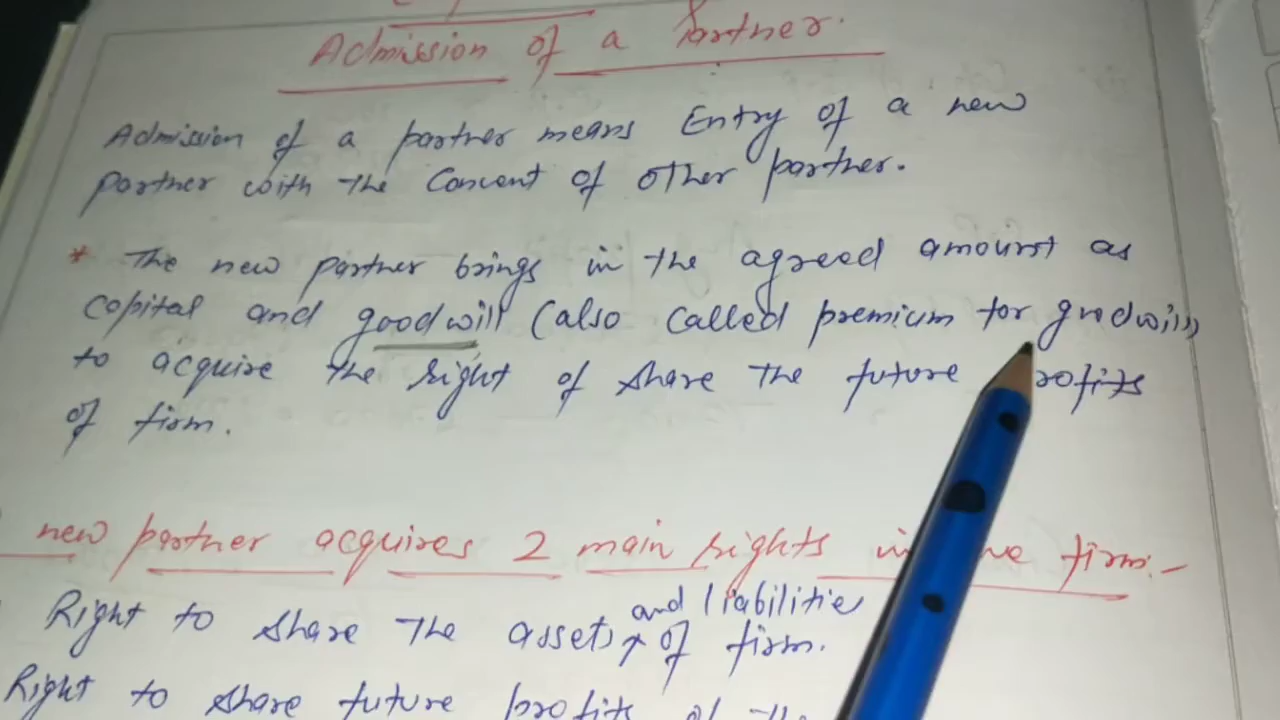 Admission of a Partner.
Admission of a partner means Entry of a new
partner with the Concent of other partner.
* The new partner brings in the agreed amount as
capital and goodwill (also called premium for goodwill)
to acquire the right of share the future profits
of firm.
new partner acquires 2 main rights in the firm.-
and liabilitie
Right to share the assets of firm.
Right to share future profits of the